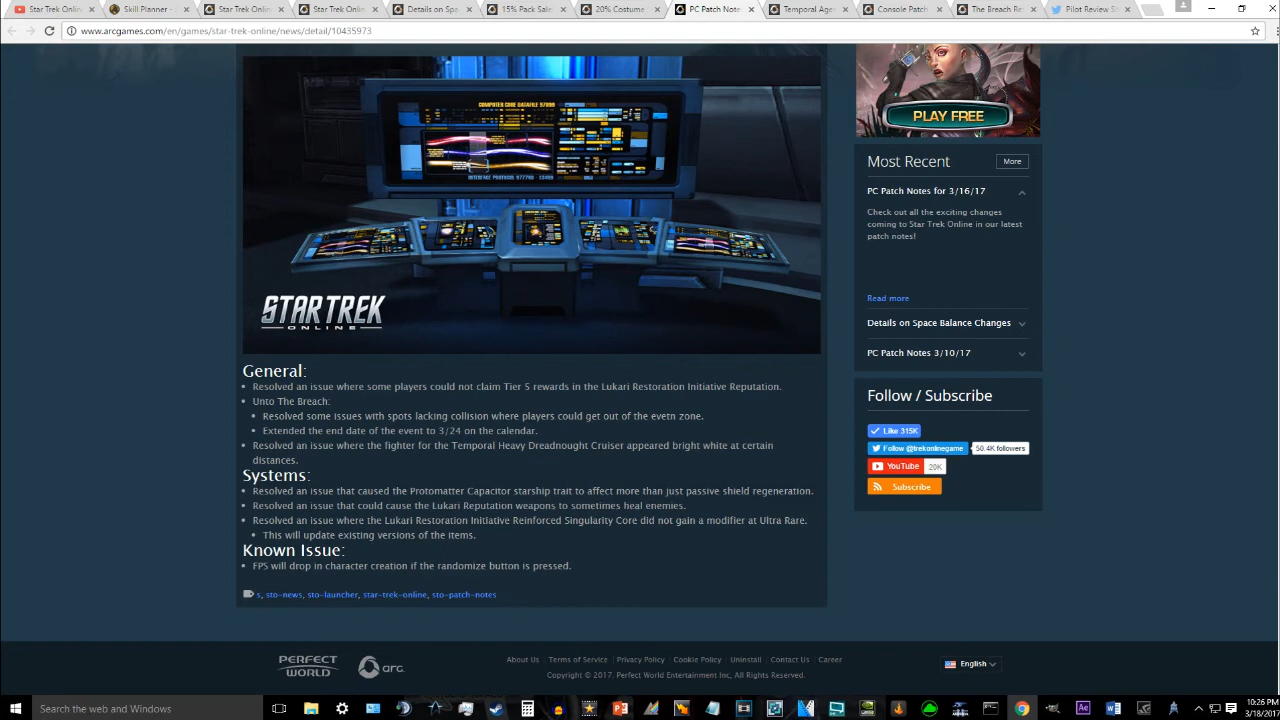 Star Trek Onlin
Skill Planner -
Star Trek Onlin
Star Trek Onlin
Details on Spa
15% Pack Sale
20% Costume
PC Patch Note
Temporal Age
Console Patch
The Breach Re
Pilot Review S
www.arcgames.com/en/games/star-trek-online/news/detail/10435973
COMPUTER CORE DATAFILE 57899
STAR TREK
ONLINE
General:
Resolved an issue where some players could not claim Tier 5 rewards in the Lukari Restoration Initiative Reputation.
Unto The Breach:
Resolved some issues with spots lacking collision where players could get out of the evetn zone.
Extended the end date of the event to 3/24 on the calendar.
Resolved an issue where the fighter for the Temporal Heavy Dreadnought Cruiser appeared bright white at certain
distances.
Systems:
Resolved an issue that caused the Protomatter Capacitor starship trait to affect more than just passive shield regeneration.
Resolved an issue that could cause the Lukari Reputation weapons to sometimes heal enemies.
Resolved an issue where the Lukari Restoration Initiative Reinforced Singularity Core did not gain a modifier at Ultra Rare.
This will update existing versions of the items.
Known Issue:
FPS will drop in character creation if the randomize button is pressed.
s, sto-news, sto-launcher, star-trek-online, sto-patch-notes
PLAY FREE
Most Recent
More
PC Patch Notes for 3/16/17
Check out all the exciting changes
coming to Star Trek Online in our latest
patch notes!
Read more
Details on Space Balance Changes
PC Patch Notes 3/10/17
Follow / Subscribe
Like 315K
Follow @trekonlinegame
50.4K followers
YouTube
20K
Subscribe
PERFECT
WORLD
arc
About Us
Terms of Service
Privacy Policy
Cookie Policy
Uninstall
Contact Us
Career
Copyright © 2017. Perfect World Entertainment Inc, All Rights Reserved.
English
Search the web and Windows
10:26 PM
3/18/2017